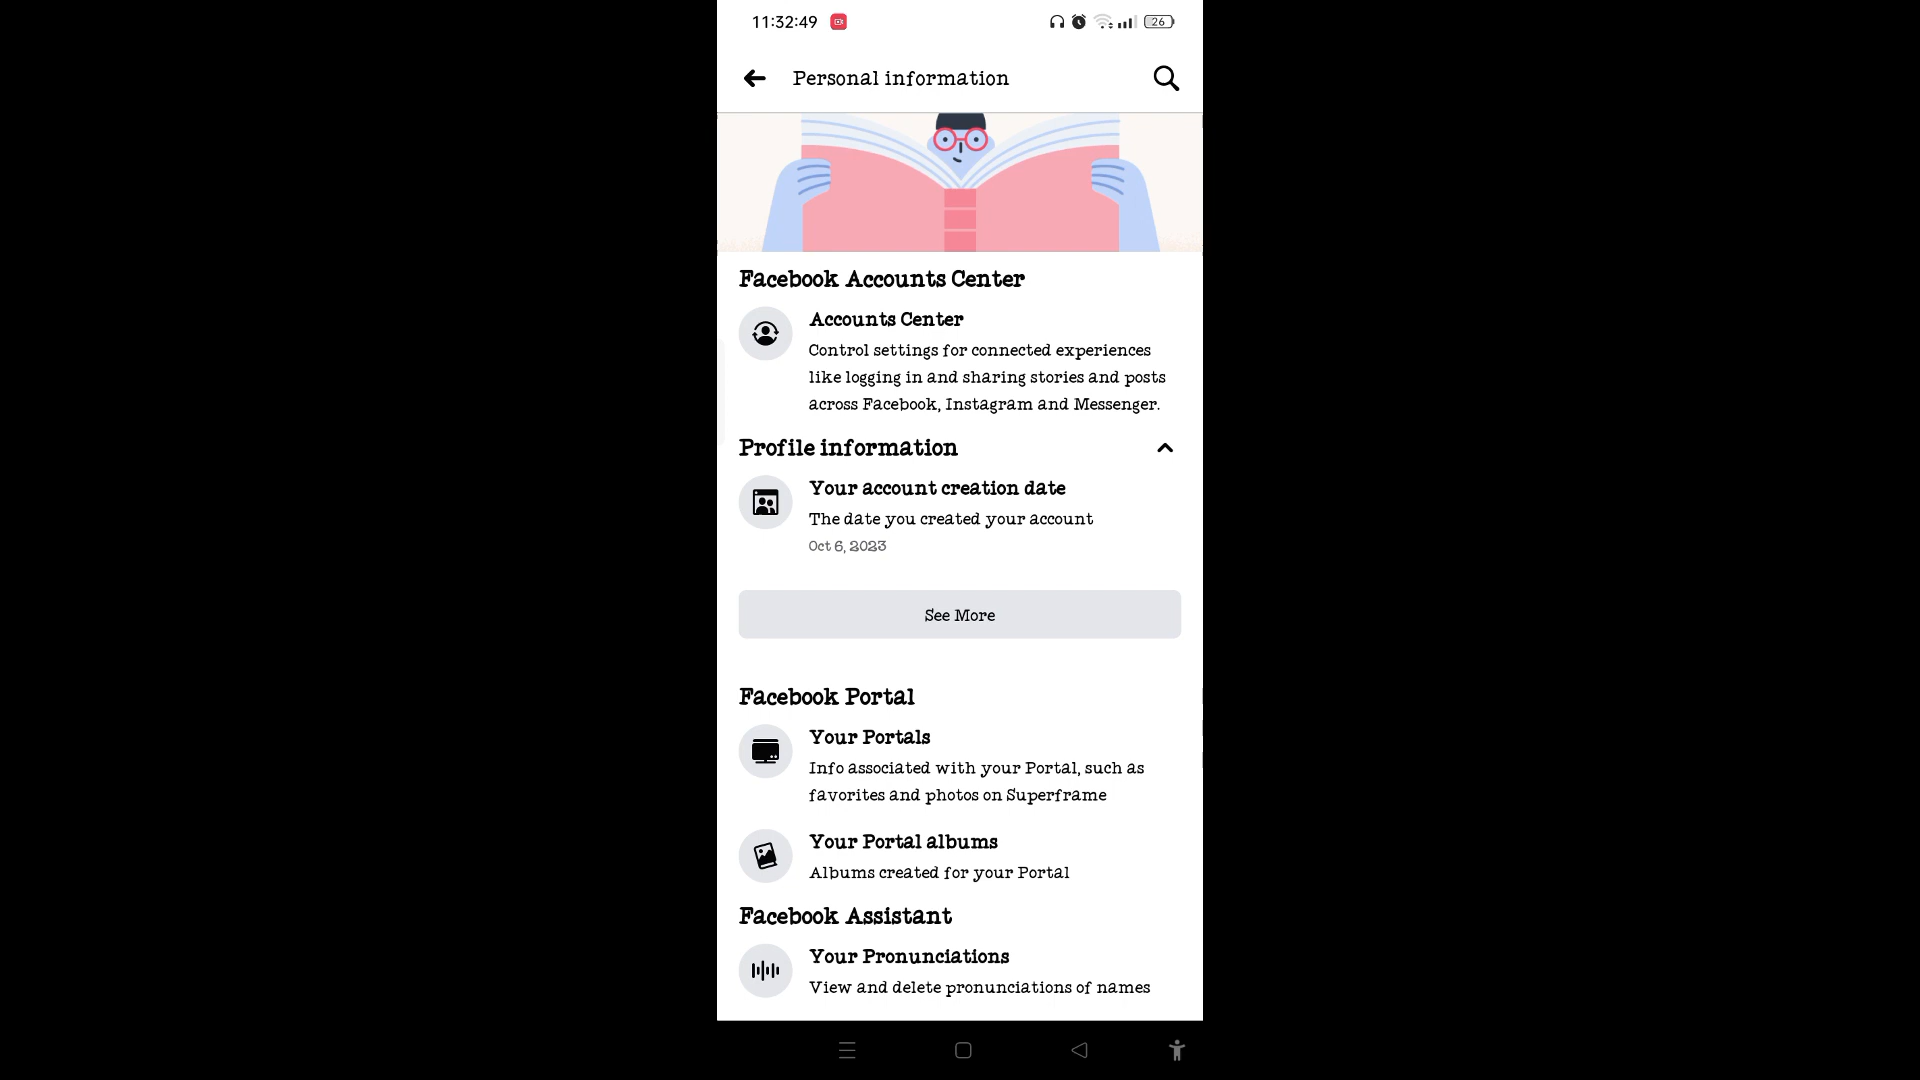 11:32:49
26
Personal information
Facebook Accounts Center
Accounts Center
Control settings for connected experiences
like logging in and sharing stories and posts
across Facebook, Instagram and Messenger.
Profile information
Your account creation date
The date you created your account
Oct 6, 2023
See More
Facebook Portal
Your Portals
Info associated with your Portal, such as
favorites and photos on Superframe
Your Portal albums
Albums created for your Portal
Facebook Assistant
Your Pronunciations
View and delete pronunciations of names